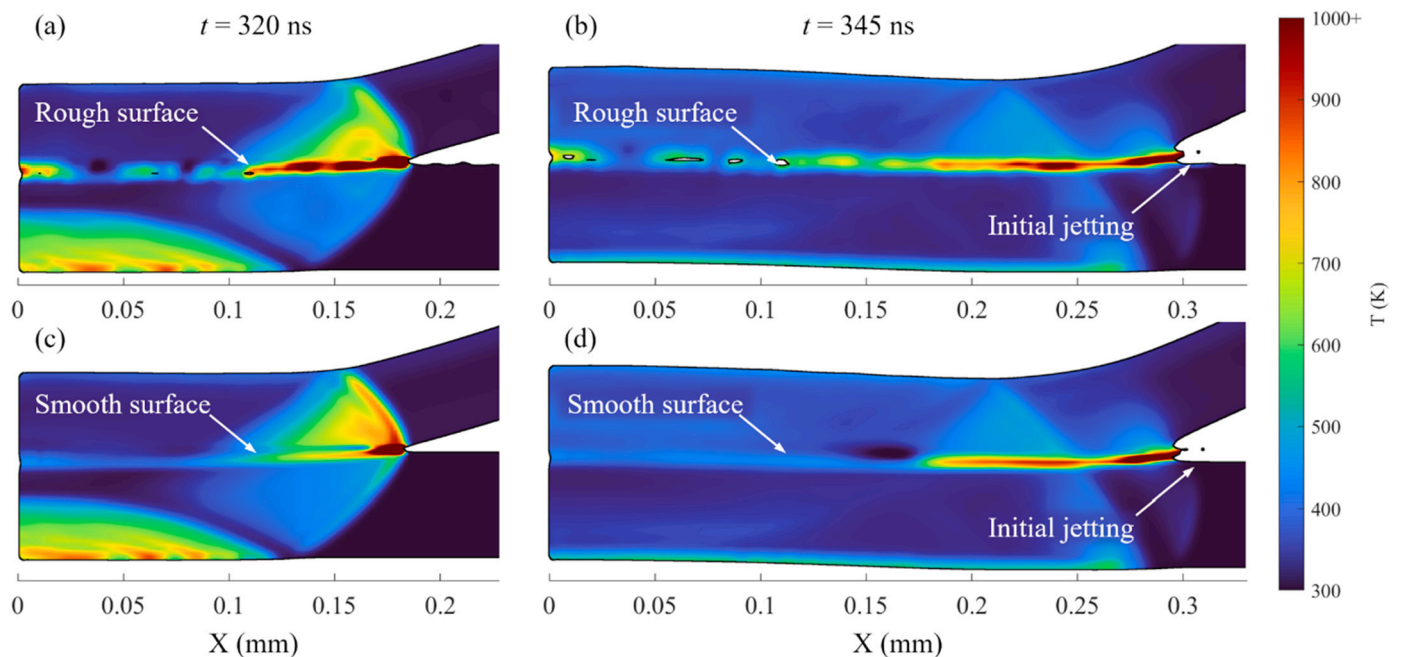 (a) t = 320 ns
(b) t = 345 ns
1000+
Rough surface
Rough surface
900
800
Initial jetting
700
0 0.05 0.1 0.15 0.2
0 0.05 0.1 0.15 0.2 0.25 0.3
T (K)
(c)
(d)
600
Smooth surface
Smooth surface
500
Initial jetting
400
300
0 0.05 0.1 0.15 0.2
0 0.05 0.1 0.15 0.2 0.25 0.3
X (mm)
X (mm)